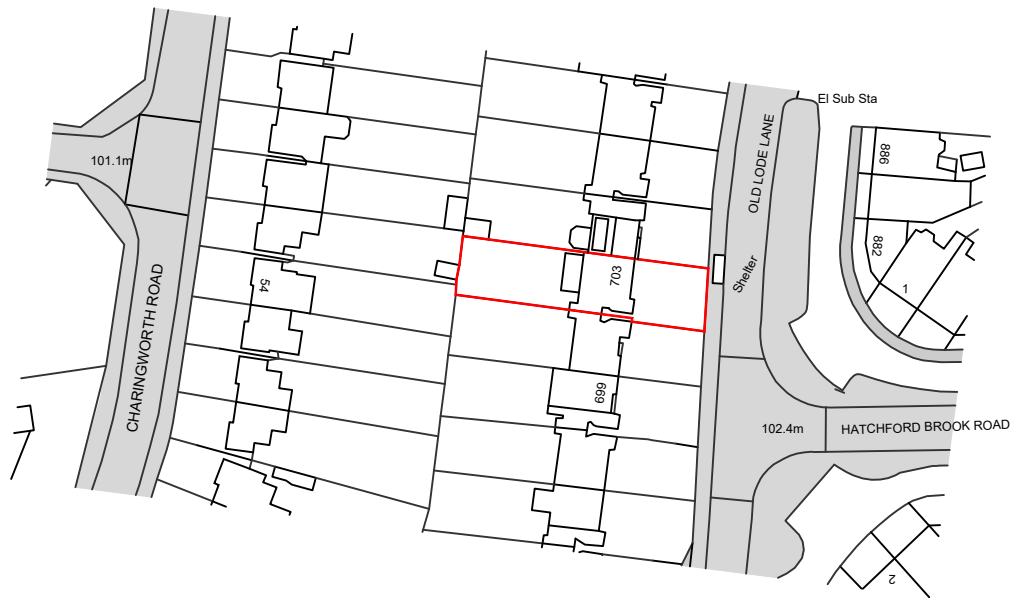 El Sub Sta
OLD LODE LANE
886
101.1m
882
Shelter
703
54
1
CHARINGWORTH ROAD
699
102.4m
HATCHFORD BROOK ROAD
2